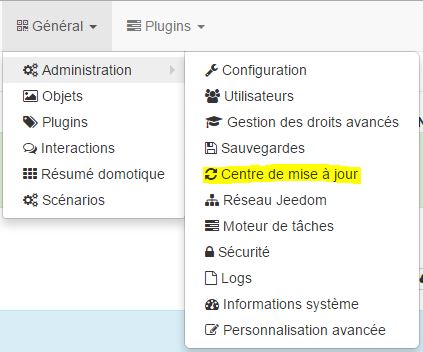 Général Plugins
Administration
Objets
Plugins
Interactions
Résumé domotique
Scénarios
Configuration
Utilisateurs
Gestion des droits avancés
Sauvegardes
Centre de mise à jour
Réseau Jeedom
Moteur de tâches
Sécurité
Logs
Informations système
Personnalisation avancée